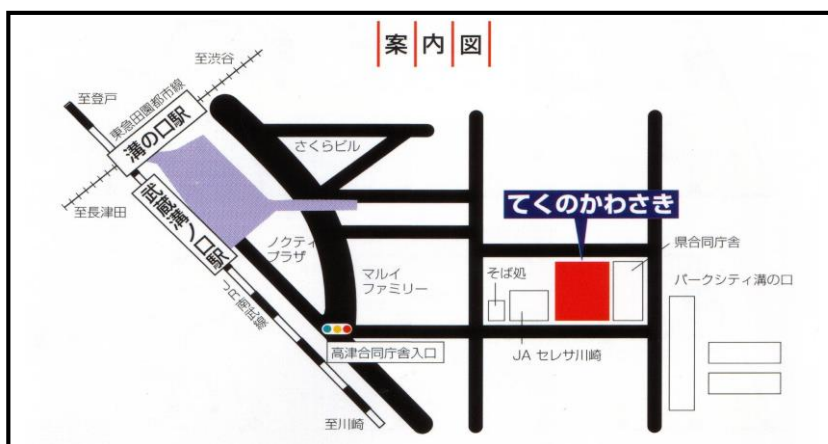 案内図
至渋谷
至登戸
東急田園都市線
溝の口駅
さくらビル
至長津田
武蔵溝ノ口駅
てくのかわさき
ノクティ
プラザ
マルイ
ファミリー
県合同庁舎
そば処
パークシティ溝の口
JR南武線
高津合同庁舎入口
JA セレサ川崎
至川崎